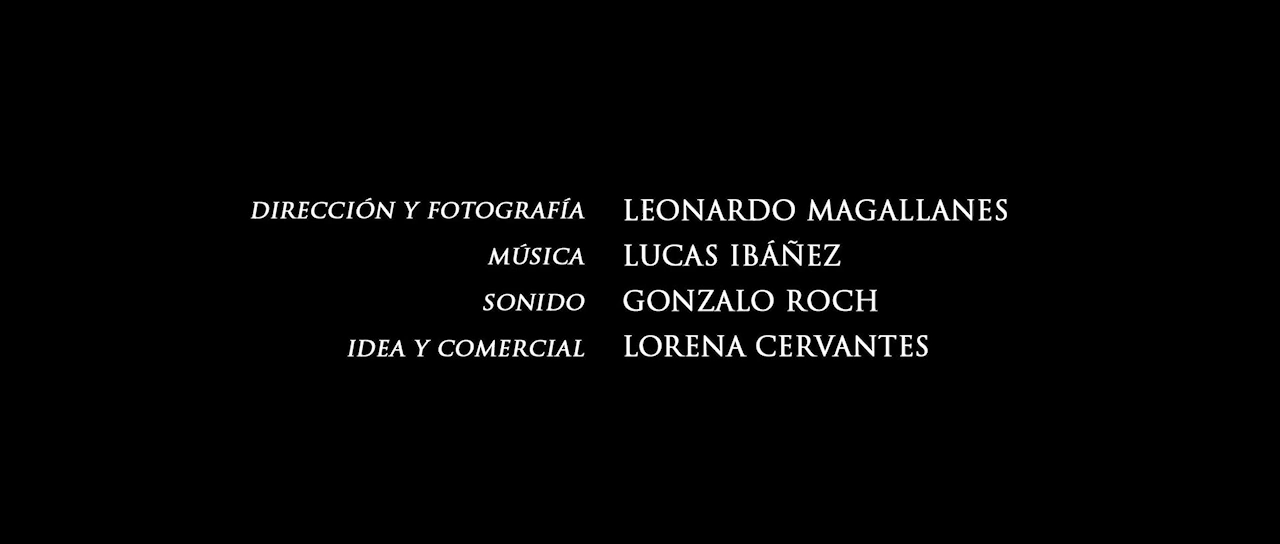 DIRECCIÓN Y FOTOGRAFÍA LEONARDO MAGALLANES
MÚSICA LUCAS IBÁÑEZ
SONIDO GONZALO ROCH
IDEA Y COMERCIAL LORENA CERVANTES